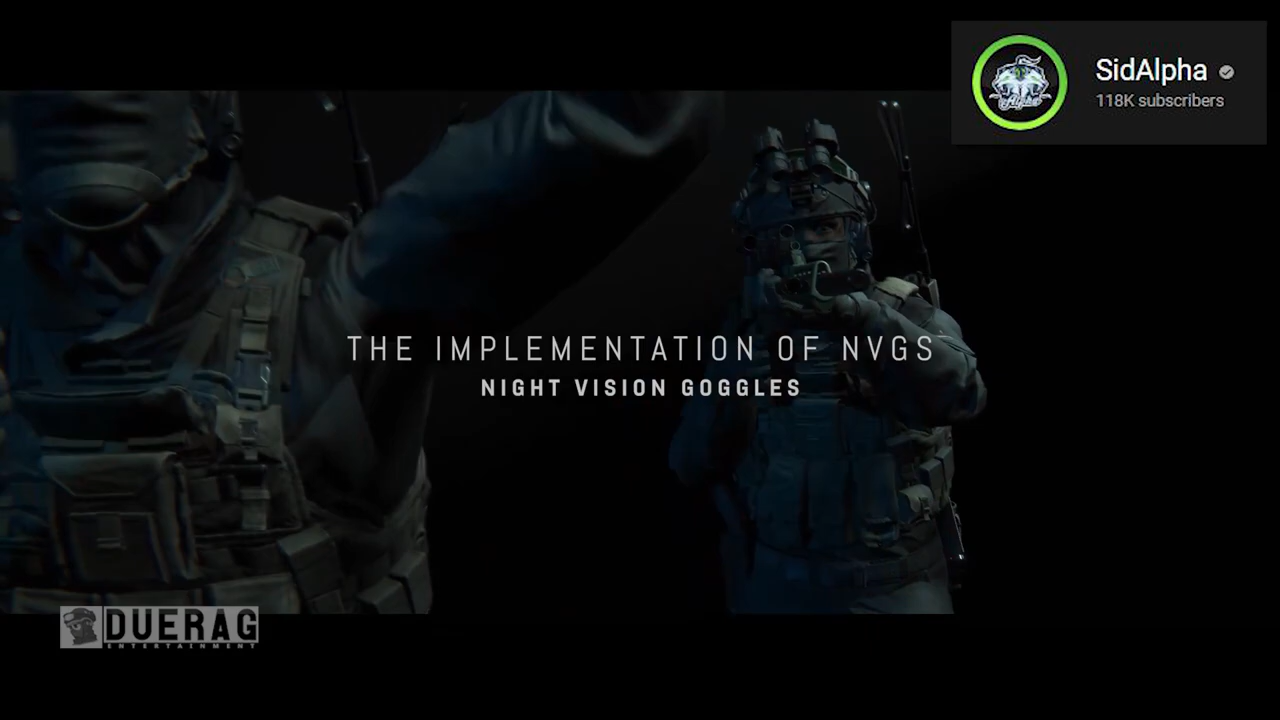 SidAlpha
118K subscribers
THE IMPLEMENTATION OF NVGS
NIGHT VISION GOGGLES
DUERAG
ENTERTAINMENT